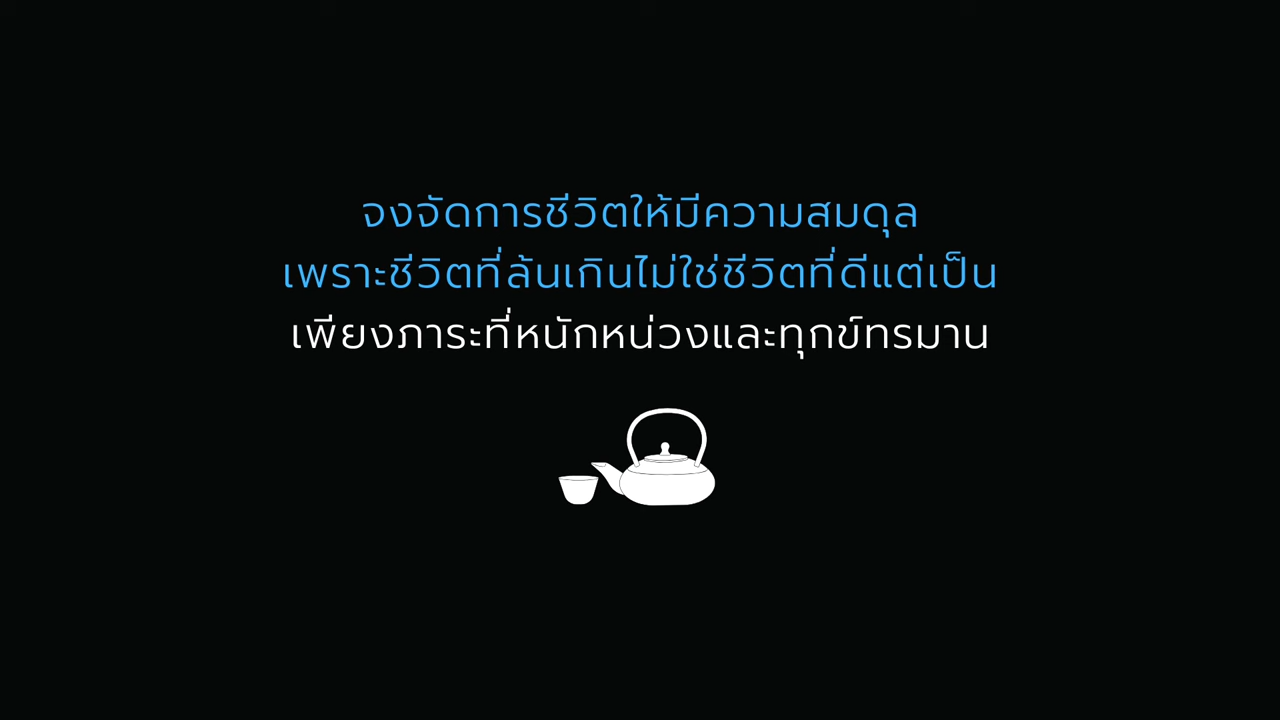 จงจัดการชีวิตให้มีความสมดุล
เพราะชีวิตที่ล้นเกินไม่ใช่ชีวิตที่ดีแต่เป็น
เพียงภาระที่หนักหน่วงและทุกข์ทรมาน